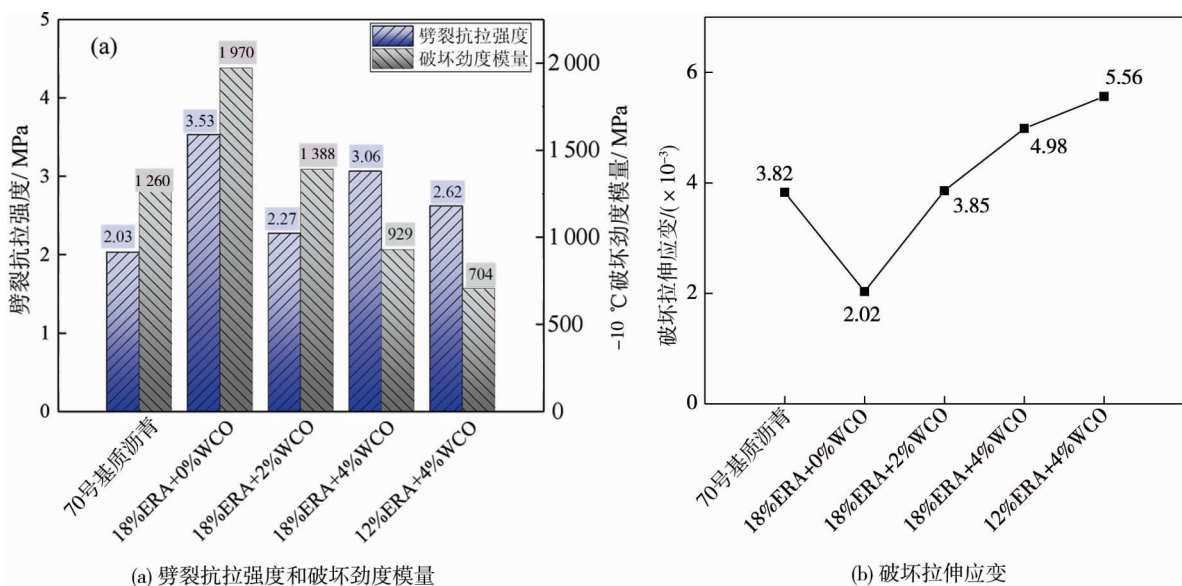 (a)
劈裂抗拉强度
破坏劲度模量
5
4
3
2
1
0
劈裂抗拉强度/ MPa
2 000
1500
1000
500
0
-10 ℃破坏劲度模量/ MPa
2.03
1 260
3.53
1 970
2.27
1 388
3.06
929
2.62
704
70号基质沥青
18%ERA+0%WCO
18%ERA+2%WCO
18%ERA+4%WCO
12%ERA+4%WCO
(a) 劈裂抗拉强度和破坏劲度模量
6
4
2
0
破坏拉伸应变/(×10⁻³)
3.82
2.02
3.85
4.98
5.56
70号基质沥青
18%ERA+0%WCO
18%ERA+2%WCO
18%ERA+4%WCO
12%ERA+4%WCO
(b) 破坏拉伸应变